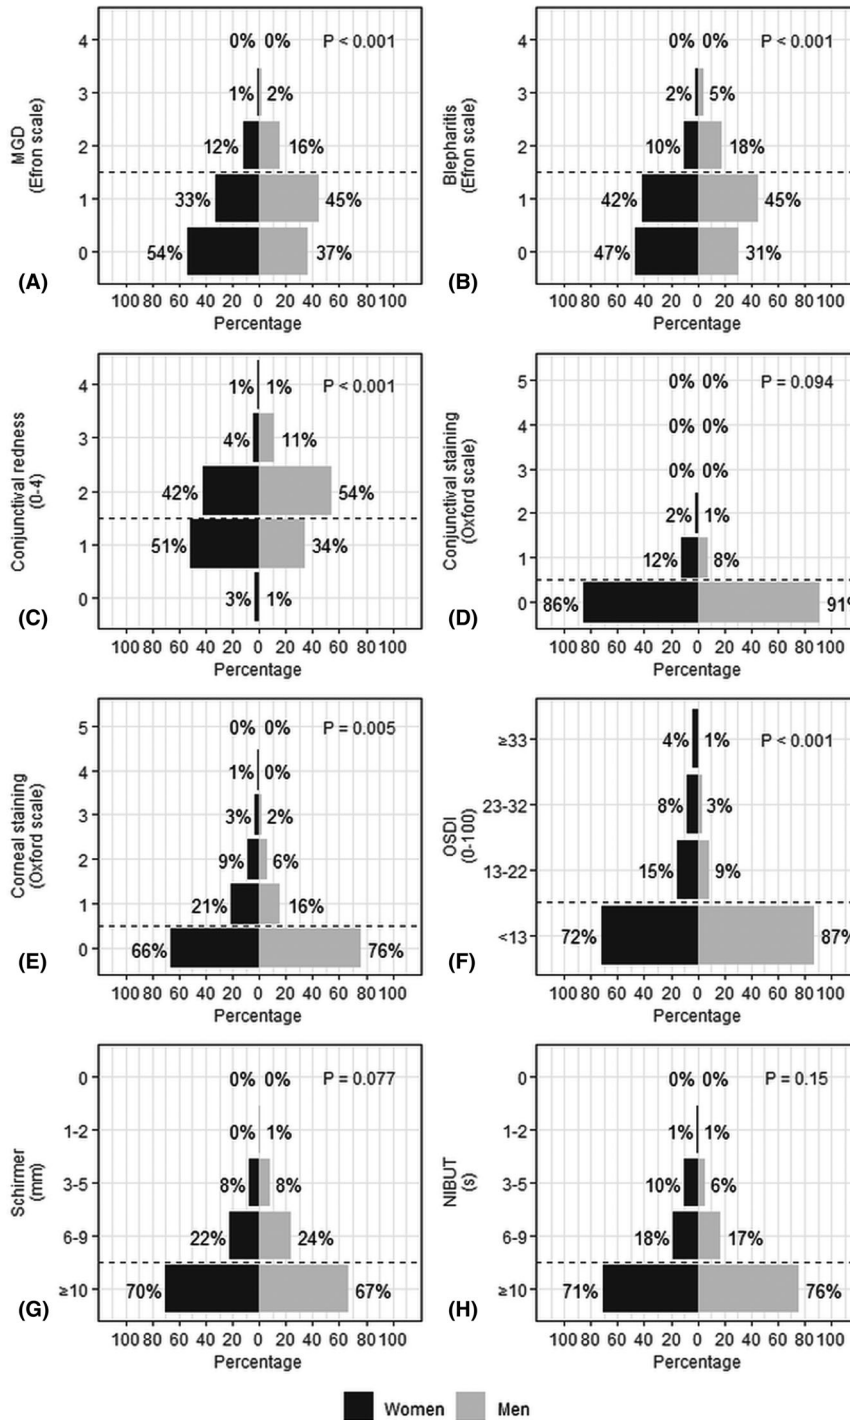 4 0% 0% P < 0.001
3 1% 2%
2 12% 16%
1 33% 45%
0 54% 37%
MGD
(Efron scale)
(A)
100 80 60 40 20 0 20 40 60 80 100
Percentage
4 0% 0% P < 0.001
3 2% 5%
2 10% 18%
1 42% 45%
0 47% 31%
Blepharitis
(Efron scale)
(B)
100 80 60 40 20 0 20 40 60 80 100
Percentage
4 1% 1% P < 0.001
3 4% 11%
2 42% 54%
1 51% 34%
0 3% 1%
Conjunctival redness
(0-4)
(C)
100 80 60 40 20 0 20 40 60 80 100
Percentage
5 0% 0% P = 0.094
4 0% 0%
3 0% 0%
2 2% 1%
1 12% 8%
0 86% 91%
Conjunctival staining
(Oxford scale)
(D)
100 80 60 40 20 0 20 40 60 80 100
Percentage
5 0% 0% P = 0.005
4 1% 0%
3 3% 2%
2 9% 6%
1 21% 16%
0 66% 76%
Corneal staining
(Oxford scale)
(E)
100 80 60 40 20 0 20 40 60 80 100
Percentage
≥33 4% 1% P < 0.001
23-32 8% 3%
13-22 15% 9%
<13 72% 87%
OSDI
(0-100)
(F)
100 80 60 40 20 0 20 40 60 80 100
Percentage
0 0% 0% P = 0.077
1-2 0% 1%
3-5 8% 8%
6-9 22% 24%
≥10 70% 67%
Schirmer
(mm)
(G)
100 80 60 40 20 0 20 40 60 80 100
Percentage
0 0% 0% P = 0.15
1-2 1% 1%
3-5 10% 6%
6-9 18% 17%
≥10 71% 76%
NIBUT
(s)
(H)
100 80 60 40 20 0 20 40 60 80 100
Percentage
Women Men